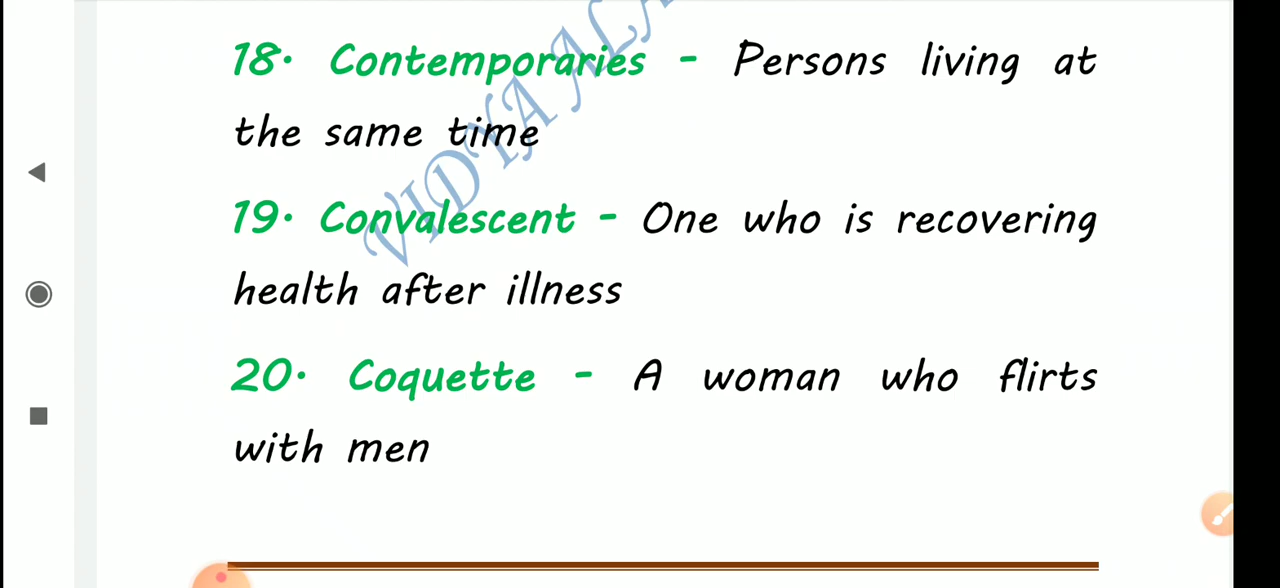 18. Contemporaries - Persons living at
the same time
19. Convalescent - One who is recovering
health after illness
20. Coquette - A woman who flirts
with men